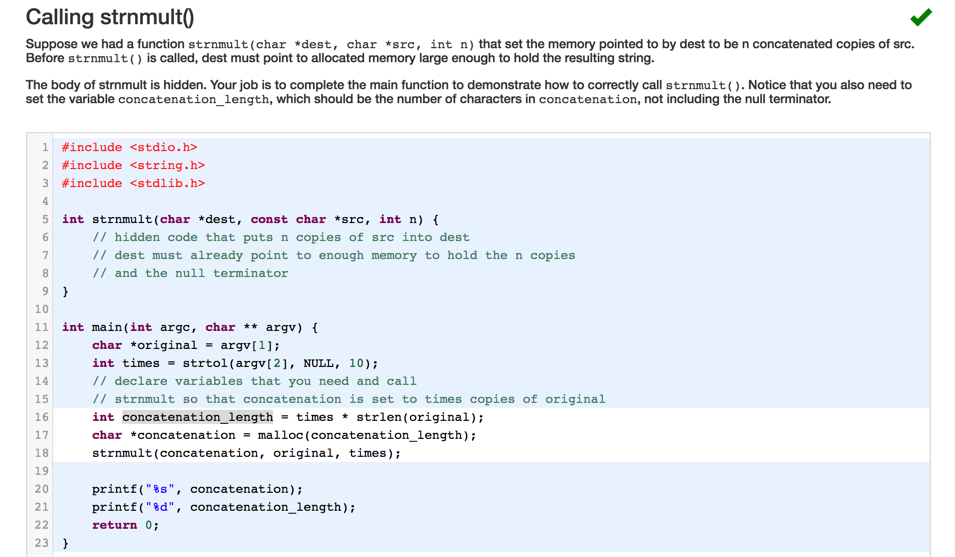 Calling strnmult()
Suppose we had a function strnmult(char *dest, char *src, int n) that set the memory pointed to by dest to be n concatenated copies of src.
Before strnmult() is called, dest must point to allocated memory large enough to hold the resulting string.
The body of strnmult is hidden. Your job is to complete the main function to demonstrate how to correctly call strnmult(). Notice that you also need to
set the variable concatenation_length, which should be the number of characters in concatenation, not including the null terminator.
1 #include <stdio.h>
2 #include <string.h>
3 #include <stdlib.h>
4
5 int strnmult(char *dest, const char *src, int n) {
6     // hidden code that puts n copies of src into dest
7     // dest must already point to enough memory to hold the n copies
8     // and the null terminator
9 }
10
11 int main(int argc, char ** argv) {
12     char *original = argv[1];
13     int times = strtol(argv[2], NULL, 10);
14     // declare variables that you need and call
15     // strnmult so that concatenation is set to times copies of original
16     int concatenation_length = times * strlen(original);
17     char *concatenation = malloc(concatenation_length);
18     strnmult(concatenation, original, times);
19
20     printf("%s", concatenation);
21     printf("%d", concatenation_length);
22     return 0;
23 }